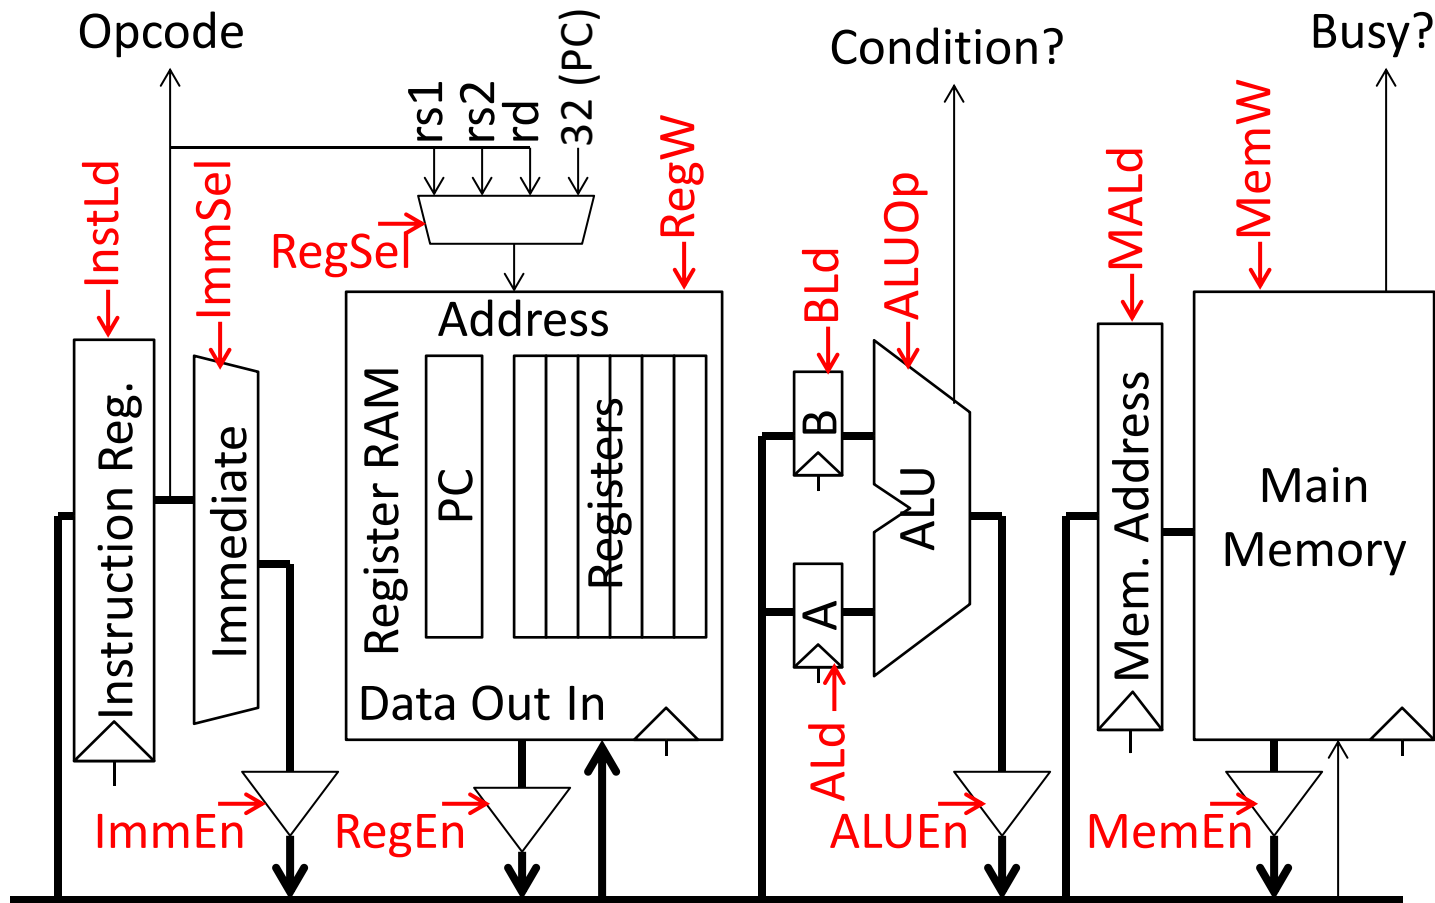 Opcode
Condition?
Busy?
rs1
rs2
rd
32 (PC)
InstLd
ImmSel
RegSel
RegW
BLd
ALUOp
MALd
MemW
Address
Instruction Reg.
Immediate
Register RAM
PC
Registers
B
A
ALU
Mem. Address
Main
Memory
Data Out In
ALd
ImmEn
RegEn
ALUEn
MemEn